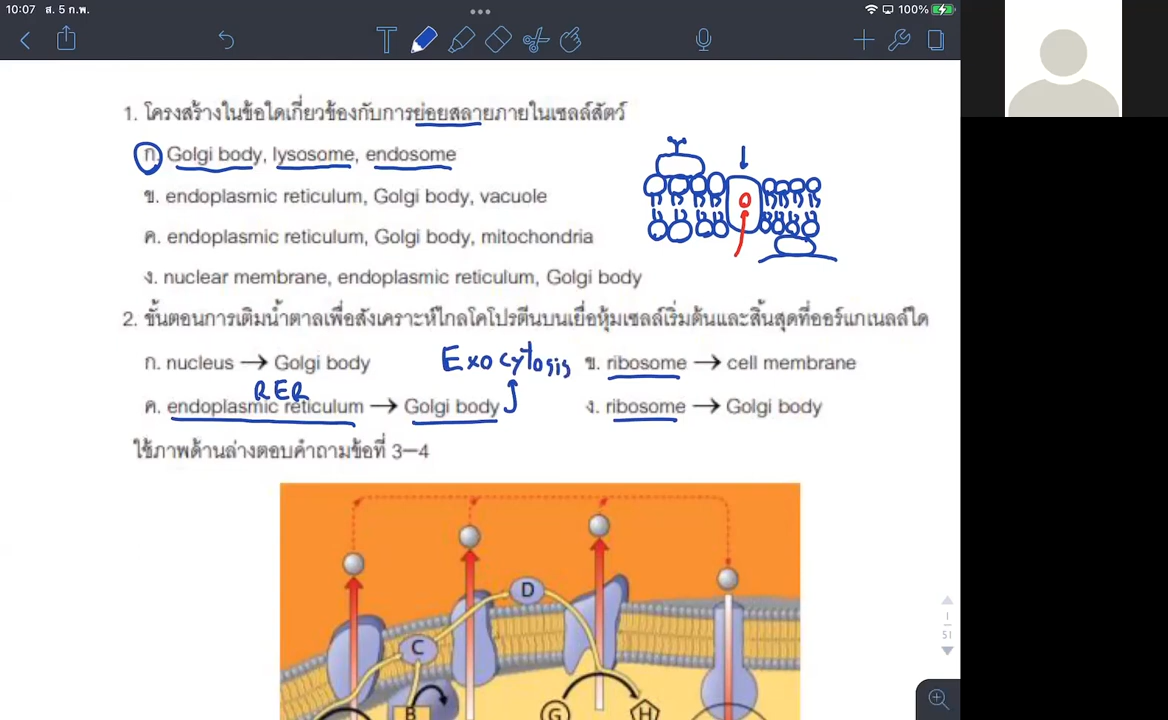 10:07 ส. 5 ก.พ. 100%
1. โครงสร้างในข้อใดเกี่ยวข้องกับการย่อยสลายภายในเซลล์สัตว์
ก. Golgi body, lysosome, endosome
ข. endoplasmic reticulum, Golgi body, vacuole
ค. endoplasmic reticulum, Golgi body, mitochondria
ง. nuclear membrane, endoplasmic reticulum, Golgi body
2. ขั้นตอนการเติมน้ำตาลเพื่อสังเคราะห์ไกลโคโปรตีนบนเยื่อหุ้มเซลล์เริ่มต้นและสิ้นสุดที่ออร์แกเนลล์ใด
ก. nucleus → Golgi body Exocytosis ข. ribosome → cell membrane
RER
ค. endoplasmic reticulum → Golgi body ง. ribosome → Golgi body
ใช้ภาพด้านล่างตอบคำถามข้อที่ 3–4
D
C
B G H
1
51